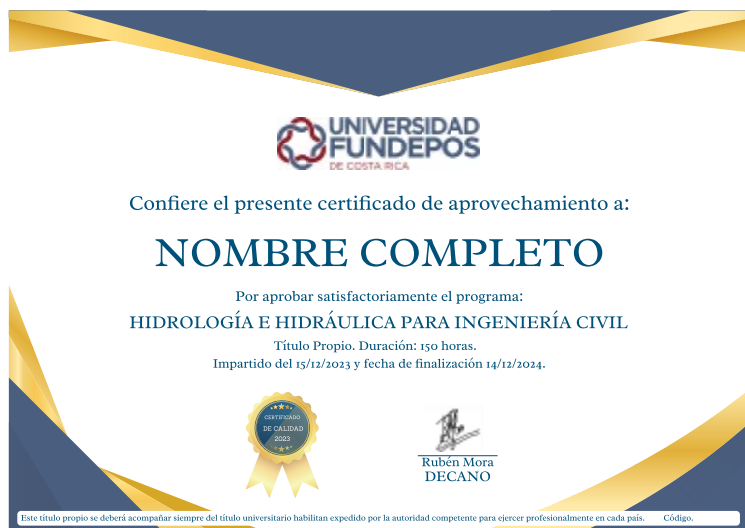 UNIVERSIDAD
FUNDEPOS
DE COSTA RICA
Confiere el presente certificado de aprovechamiento a:
NOMBRE COMPLETO
Por aprobar satisfactoriamente el programa:
HIDROLOGÍA E HIDRÁULICA PARA INGENIERÍA CIVIL
Título Propio. Duración: 150 horas.
Impartido del 15/12/2023 y fecha de finalización 14/12/2024.
CERTIFICADO
DE CALIDAD
2023
Rubén Mora
DECANO
Este título propio se deberá acompañar siempre del título universitario habilitan expedido por la autoridad competente para ejercer profesionalmente en cada país. Código.